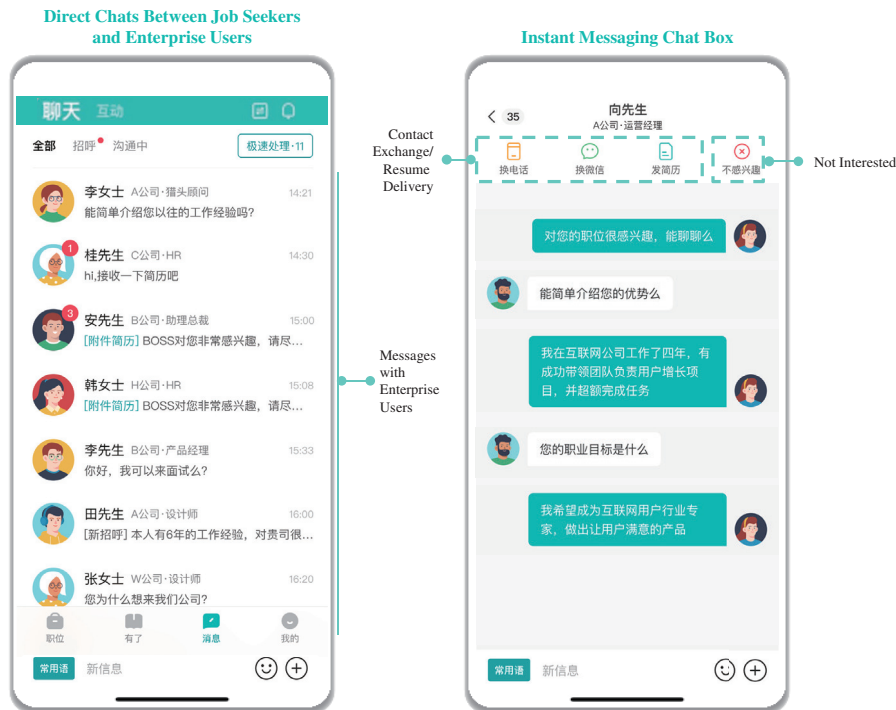 Direct Chats Between Job Seekers
and Enterprise Users
聊天 互动
全部 招呼 沟通中 极速处理·11
李女士 A公司·猎头顾问 14:21
能简单介绍您以往的工作经验吗?
1
桂先生 C公司·HR 14:30
hi,接收一下简历吧
3
安先生 B公司·助理总裁 15:00
[附件简历] BOSS对您非常感兴趣，请尽...
韩女士 H公司·HR 15:08
[附件简历] BOSS对您非常感兴趣，请尽...
李先生 B公司·产品经理 15:33
你好，我可以来面试么?
田先生 A公司·设计师 16:00
[新招呼] 本人有6年的工作经验，对贵司很...
张女士 W公司·设计师 16:20
您为什么想来我们公司?
职位 有了 消息 我的
常用语 新信息
Messages
with
Enterprise
Users
Instant Messaging Chat Box
35 向先生
A公司·运营经理
换电话 换微信 发简历 不感兴趣
Contact
Exchange/
Resume
Delivery
Not Interested
对您的职位很感兴趣，能聊聊么
能简单介绍您的优势么
我在互联网公司工作了四年，有
成功带领团队负责用户增长项
目，并超额完成任务
您的职业目标是什么
我希望成为互联网用户行业专
家，做出让用户满意的产品
常用语 新信息